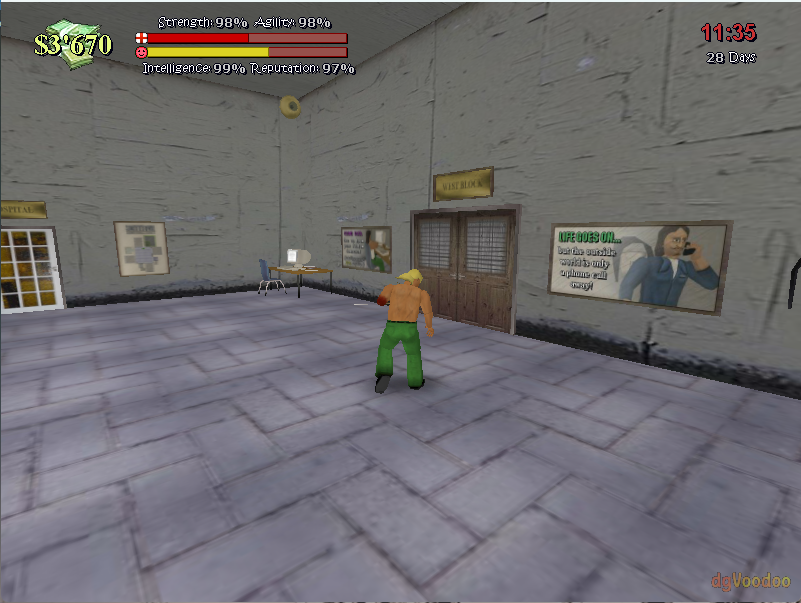 Strength: 98% Agility: 98%
$3'670
Intelligence: 99% Reputation: 97%
11:35
28 Days
WEST BLOCK
LIFE GOES ON...
but the outside
world is only
a phone call
away!
dgVoodoo